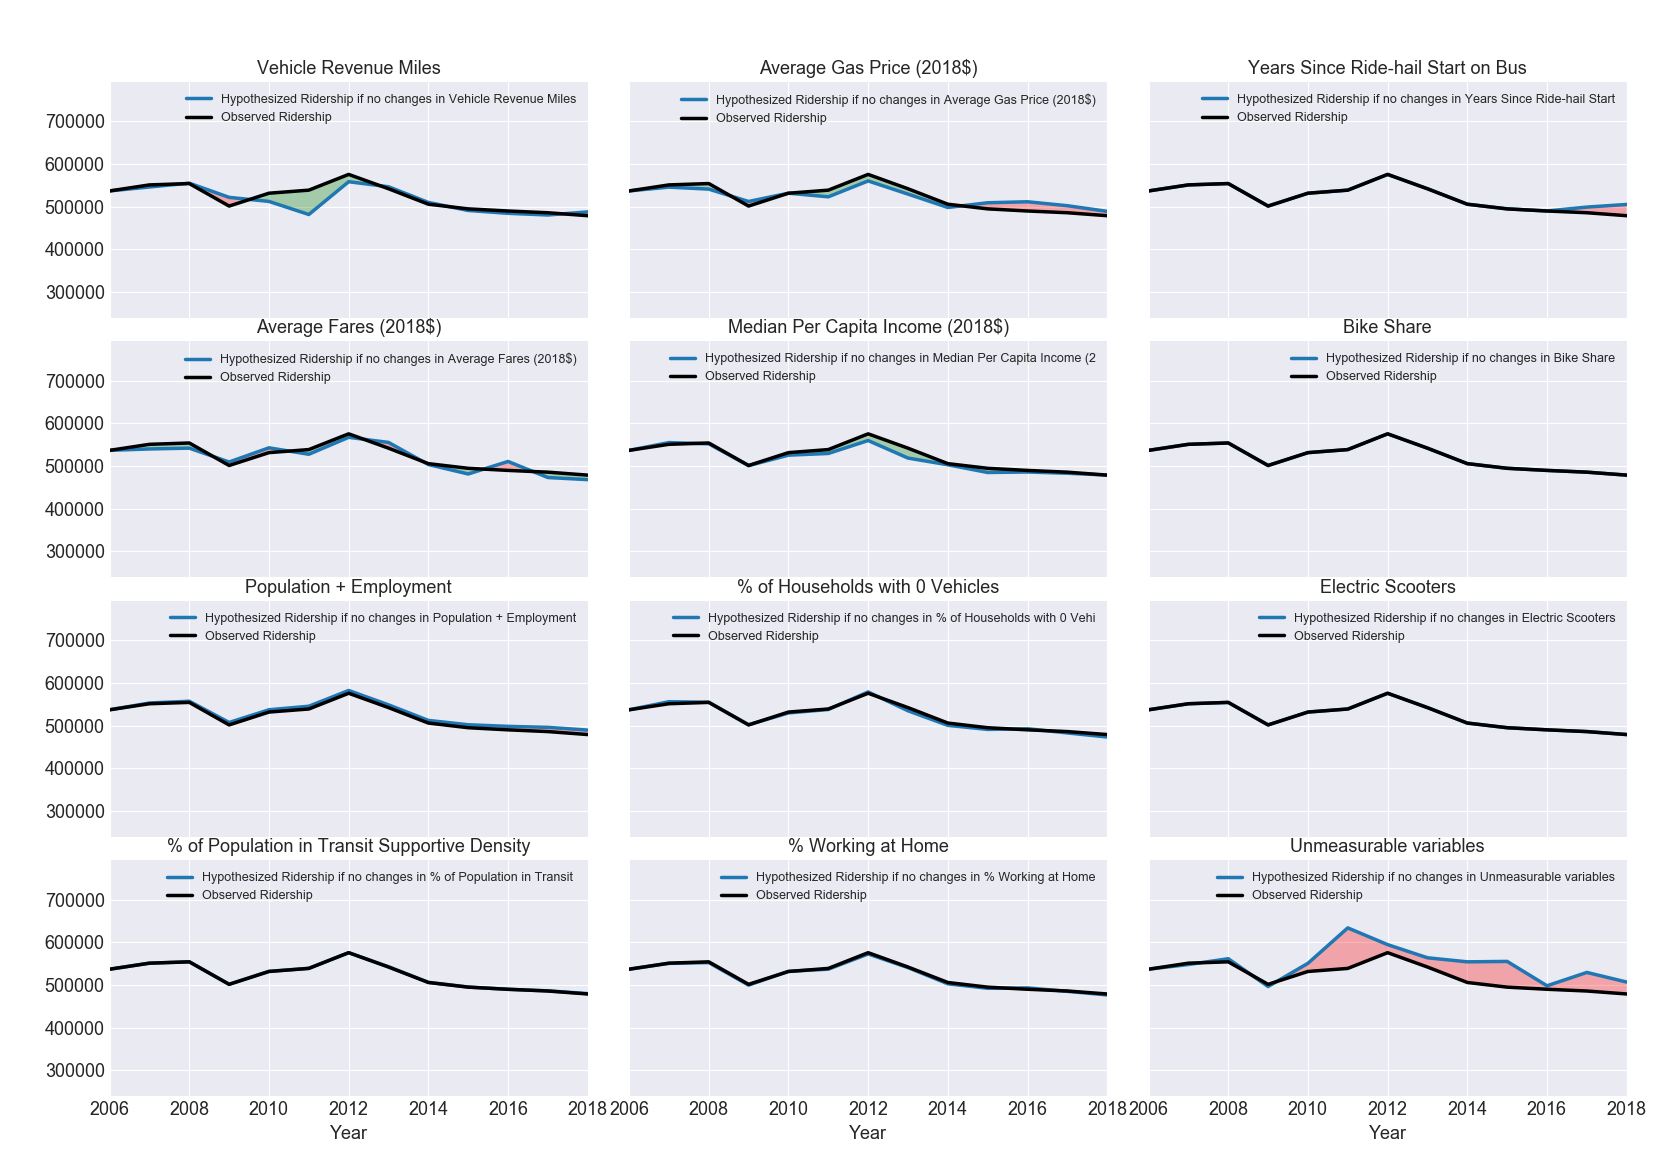 Vehicle Revenue Miles
Hypothesized Ridership if no changes in Vehicle Revenue Miles
Observed Ridership
700000
600000
500000
400000
300000
Average Gas Price (2018$)
Hypothesized Ridership if no changes in Average Gas Price (2018$)
Observed Ridership
Years Since Ride-hail Start on Bus
Hypothesized Ridership if no changes in Years Since Ride-hail Start
Observed Ridership
Average Fares (2018$)
Hypothesized Ridership if no changes in Average Fares (2018$)
Observed Ridership
700000
600000
500000
400000
300000
Median Per Capita Income (2018$)
Hypothesized Ridership if no changes in Median Per Capita Income (2
Observed Ridership
Bike Share
Hypothesized Ridership if no changes in Bike Share
Observed Ridership
Population + Employment
Hypothesized Ridership if no changes in Population + Employment
Observed Ridership
700000
600000
500000
400000
300000
% of Households with 0 Vehicles
Hypothesized Ridership if no changes in % of Households with 0 Vehi
Observed Ridership
Electric Scooters
Hypothesized Ridership if no changes in Electric Scooters
Observed Ridership
% of Population in Transit Supportive Density
Hypothesized Ridership if no changes in % of Population in Transit
Observed Ridership
700000
600000
500000
400000
300000
2006 2008 2010 2012 2014 2016 2018
Year
% Working at Home
Hypothesized Ridership if no changes in % Working at Home
Observed Ridership
2006 2008 2010 2012 2014 2016 2018
Year
Unmeasurable variables
Hypothesized Ridership if no changes in Unmeasurable variables
Observed Ridership
2006 2008 2010 2012 2014 2016 2018
Year